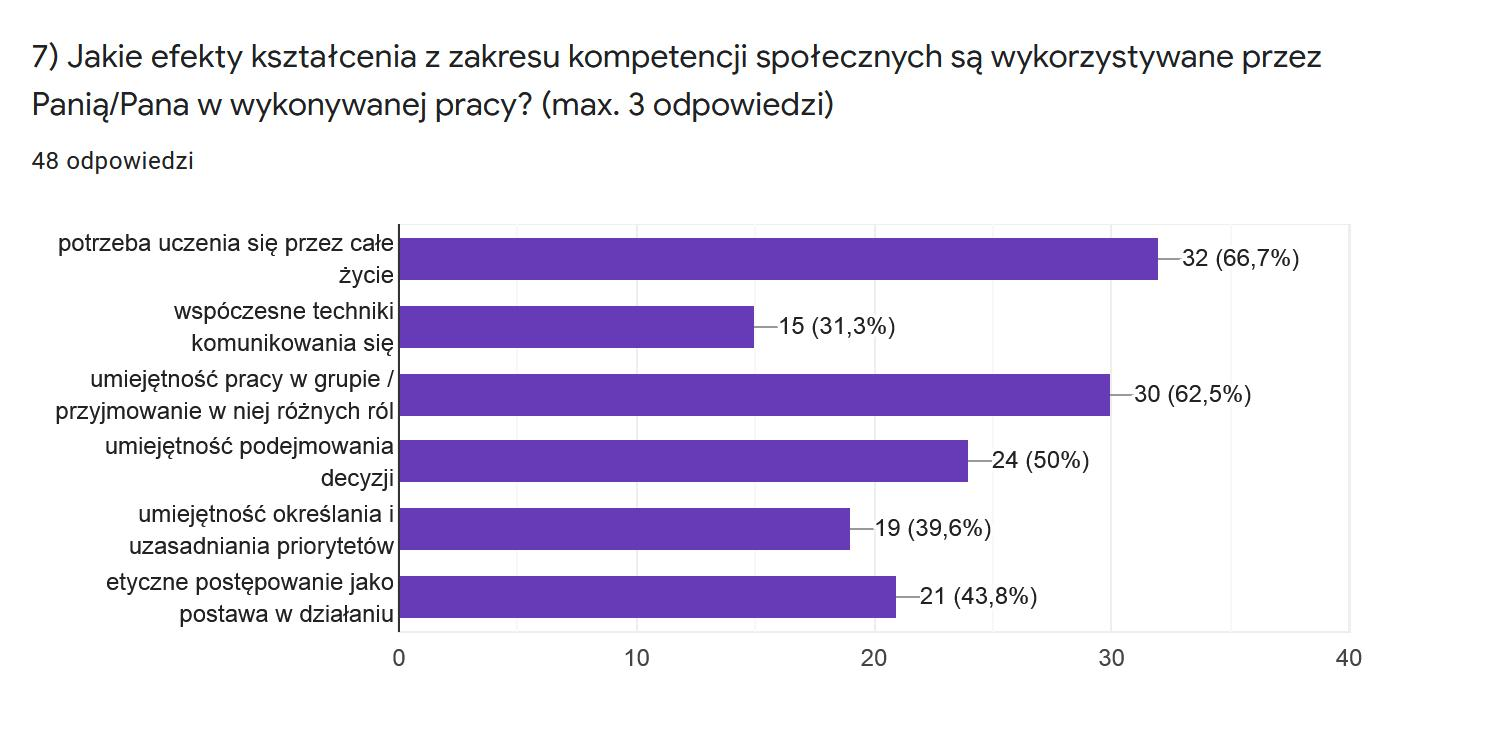 7) Jakie efekty kształcenia z zakresu kompetencji społecznych są wykorzystywane przez
Panią/Pana w wykonywanej pracy? (max. 3 odpowiedzi)
48 odpowiedzi
potrzeba uczenia się przez całe
życie
32 (66,7%)
wspóczesne techniki
komunikowania się
15 (31,3%)
umiejętność pracy w grupie /
przyjmowanie w niej różnych ról
30 (62,5%)
umiejętność podejmowania
decyzji
24 (50%)
umiejętność określania i
uzasadniania priorytetów
19 (39,6%)
etyczne postępowanie jako
postawa w działaniu
21 (43,8%)
0 10 20 30 40